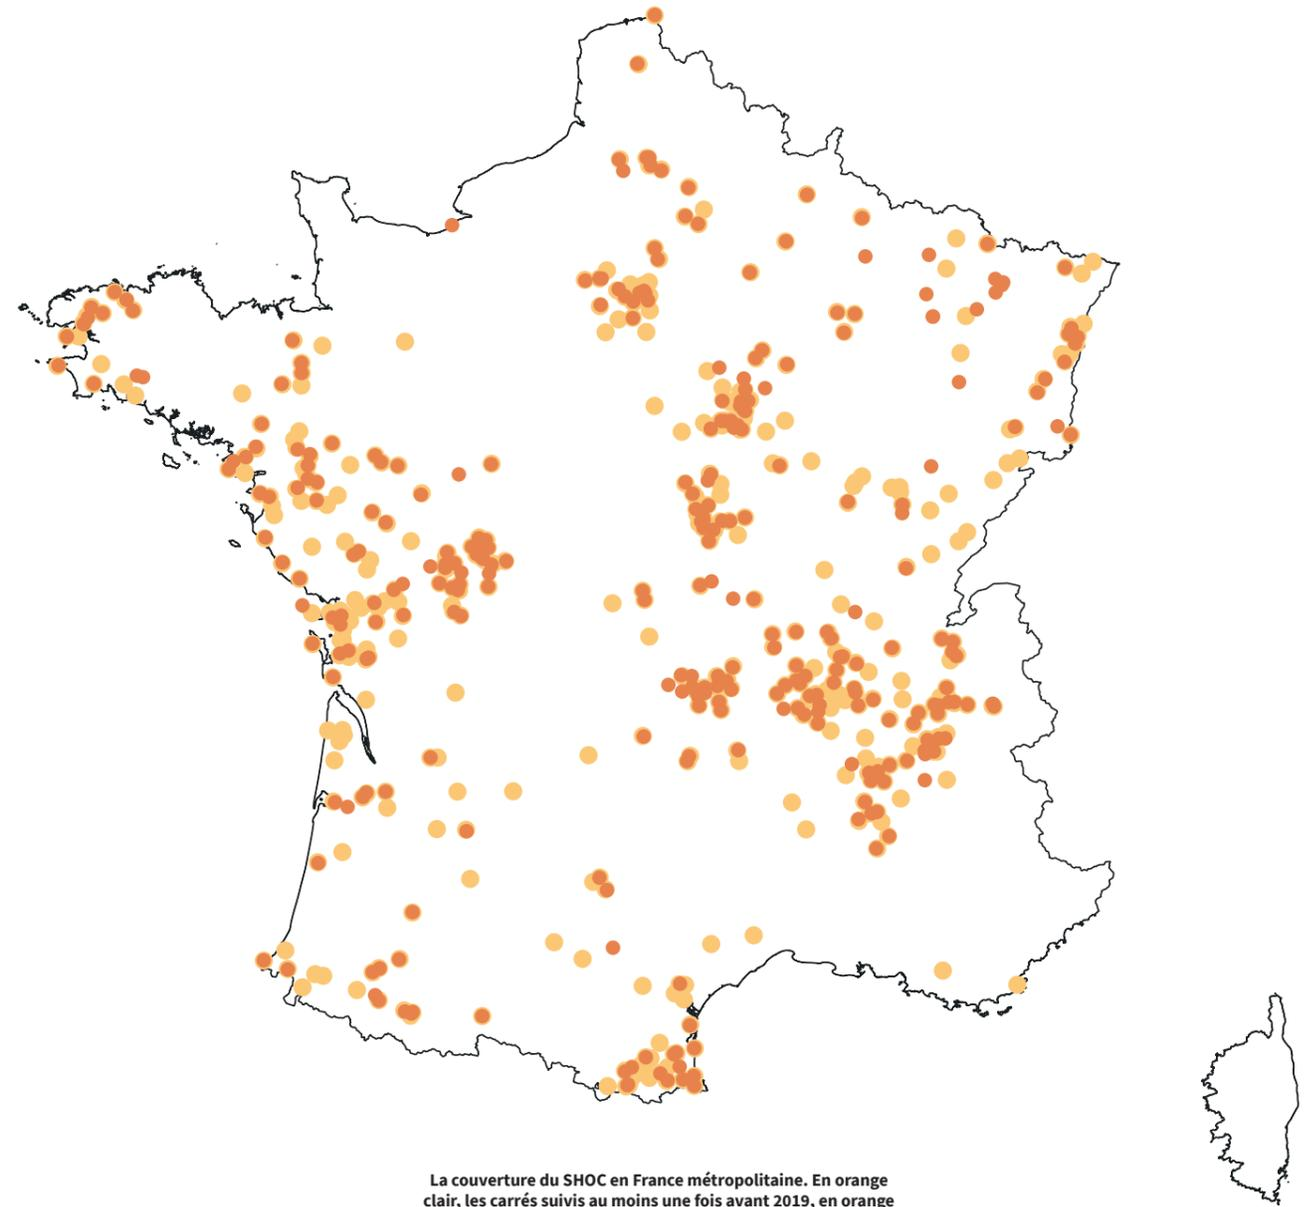 La couverture du SHOC en France métropolitaine. En orange
clair, les carrés suivis au moins une fois avant 2019, en orange